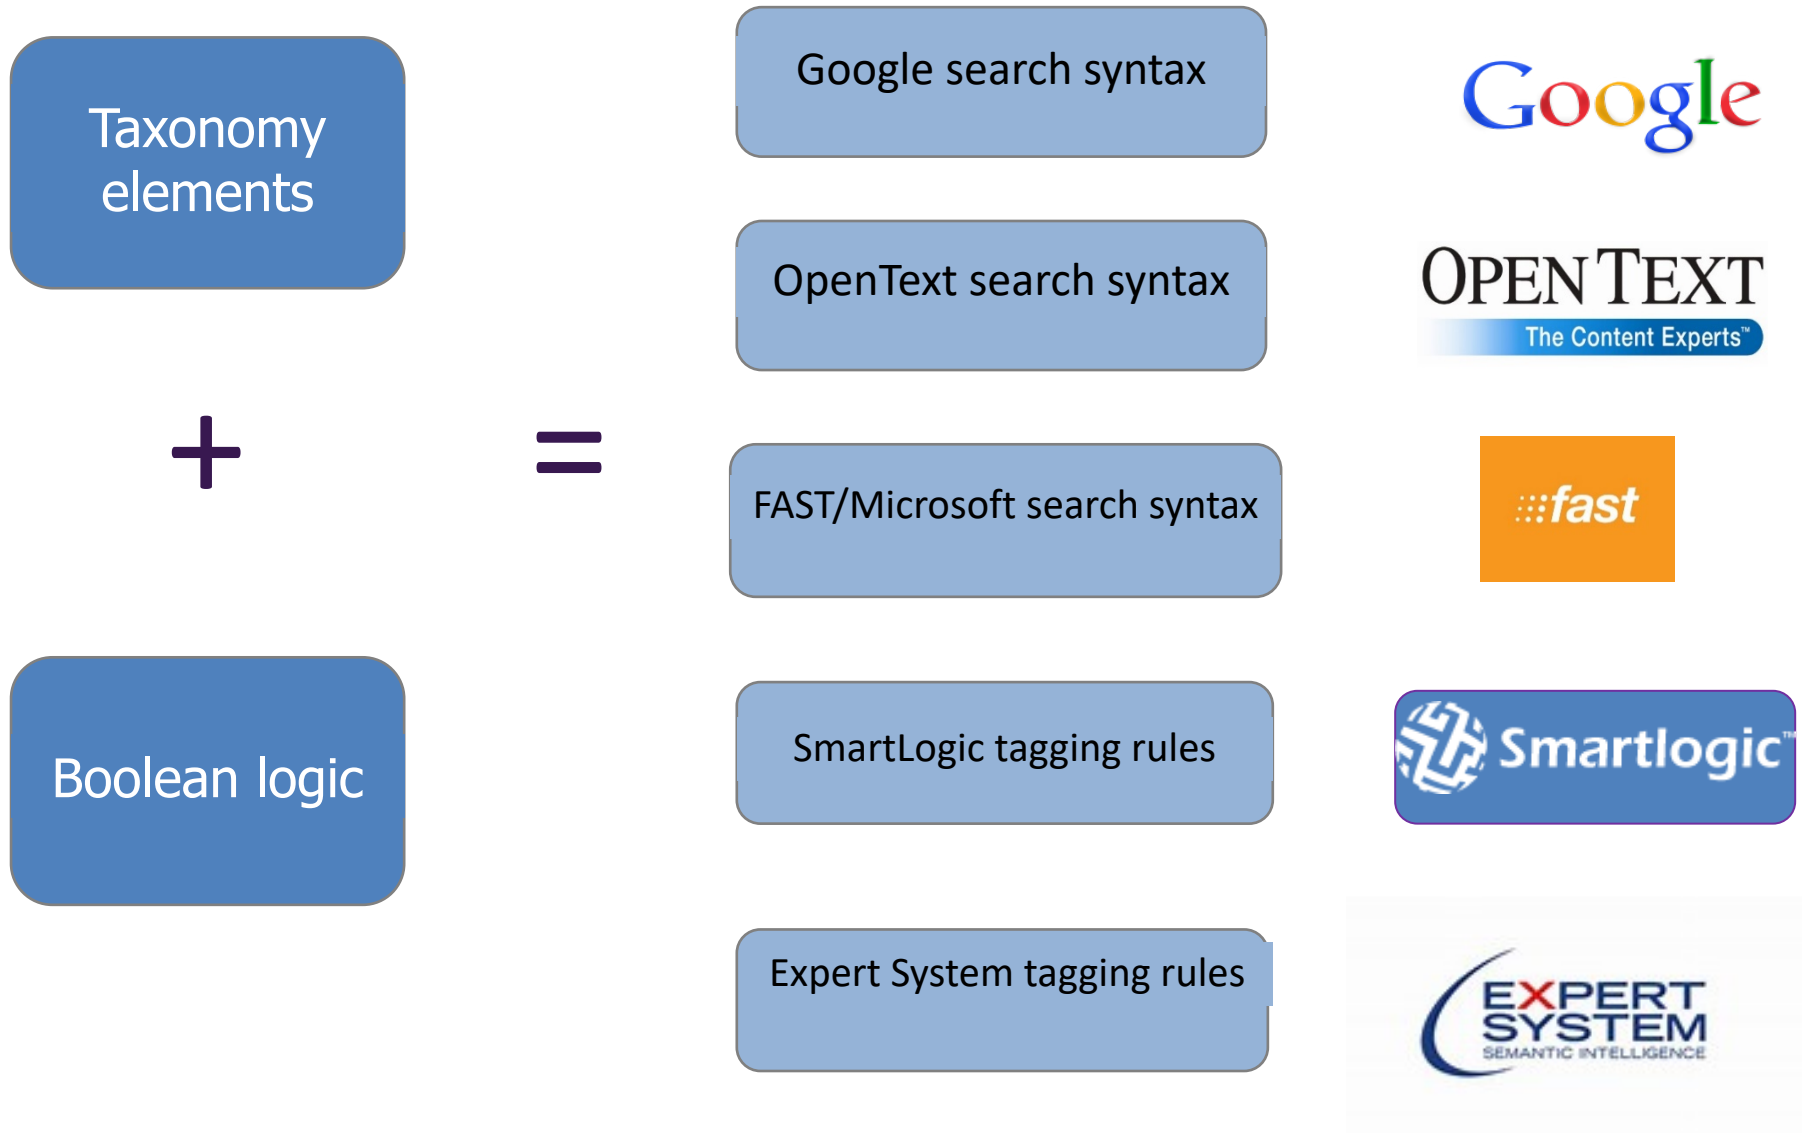 Taxonomy
elements
+
Boolean logic
=
Google search syntax
Google
OpenText search syntax
OPEN TEXT
The Content Experts™
FAST/Microsoft search syntax
fast
SmartLogic tagging rules
Smartlogic™
Expert System tagging rules
EXPERT
SYSTEM
SEMANTIC INTELLIGENCE